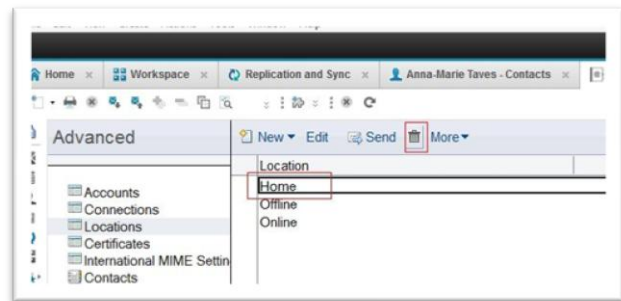 Home Workspace Replication and Sync Anna-Marie Taves - Contacts
Advanced
New Edit Send More
Location
Home
Offline
Online
Accounts
Connections
Locations
Certificates
International MIME Settin
Contacts